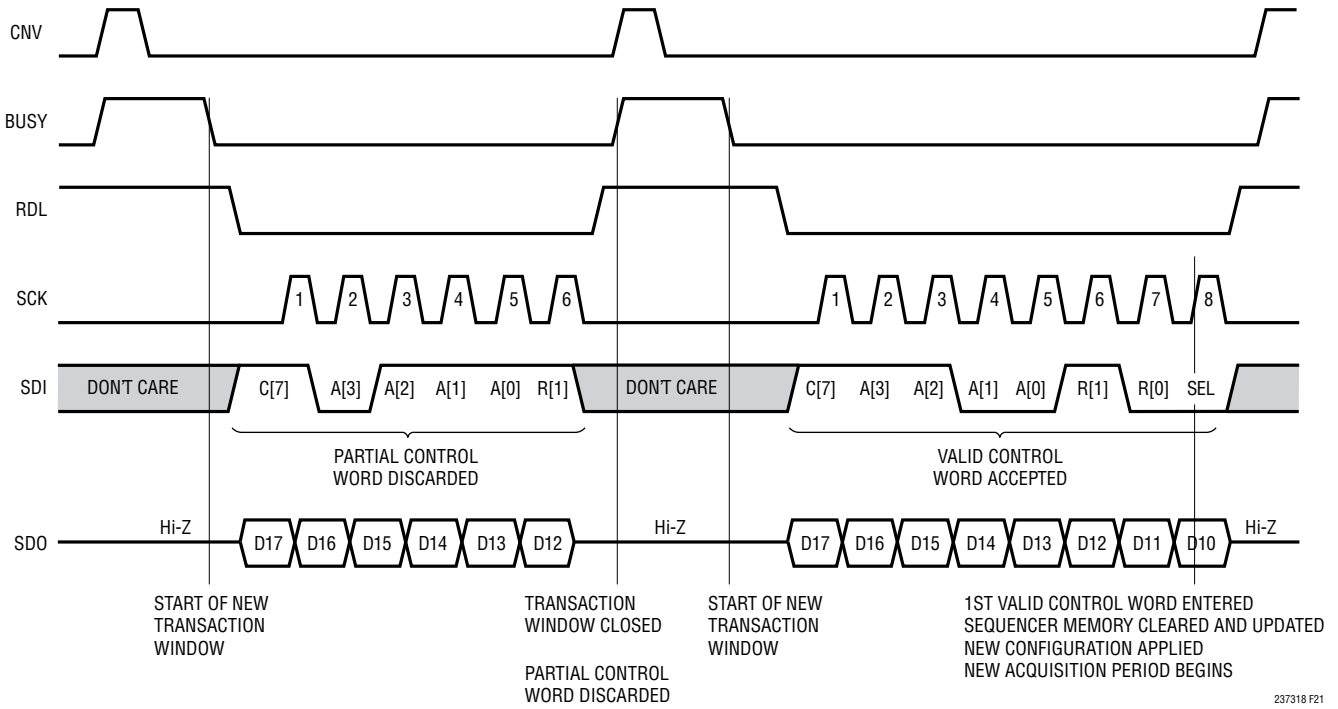 CNV
BUSY
RDL
SCK
1 2 3 4 5 6 1 2 3 4 5 6 7 8
SDI
DON'T CARE C[7] A[3] A[2] A[1] A[0] R[1] DON'T CARE C[7] A[3] A[2] A[1] A[0] R[1] R[0] SEL
PARTIAL CONTROL
WORD DISCARDED
VALID CONTROL
WORD ACCEPTED
SDO
Hi-Z D17 D16 D15 D14 D13 D12 Hi-Z D17 D16 D15 D14 D13 D12 D11 D10 Hi-Z
START OF NEW
TRANSACTION
WINDOW
TRANSACTION
WINDOW CLOSED
PARTIAL CONTROL
WORD DISCARDED
START OF NEW
TRANSACTION
WINDOW
1ST VALID CONTROL WORD ENTERED
SEQUENCER MEMORY CLEARED AND UPDATED
NEW CONFIGURATION APPLIED
NEW ACQUISITION PERIOD BEGINS
237318 F21